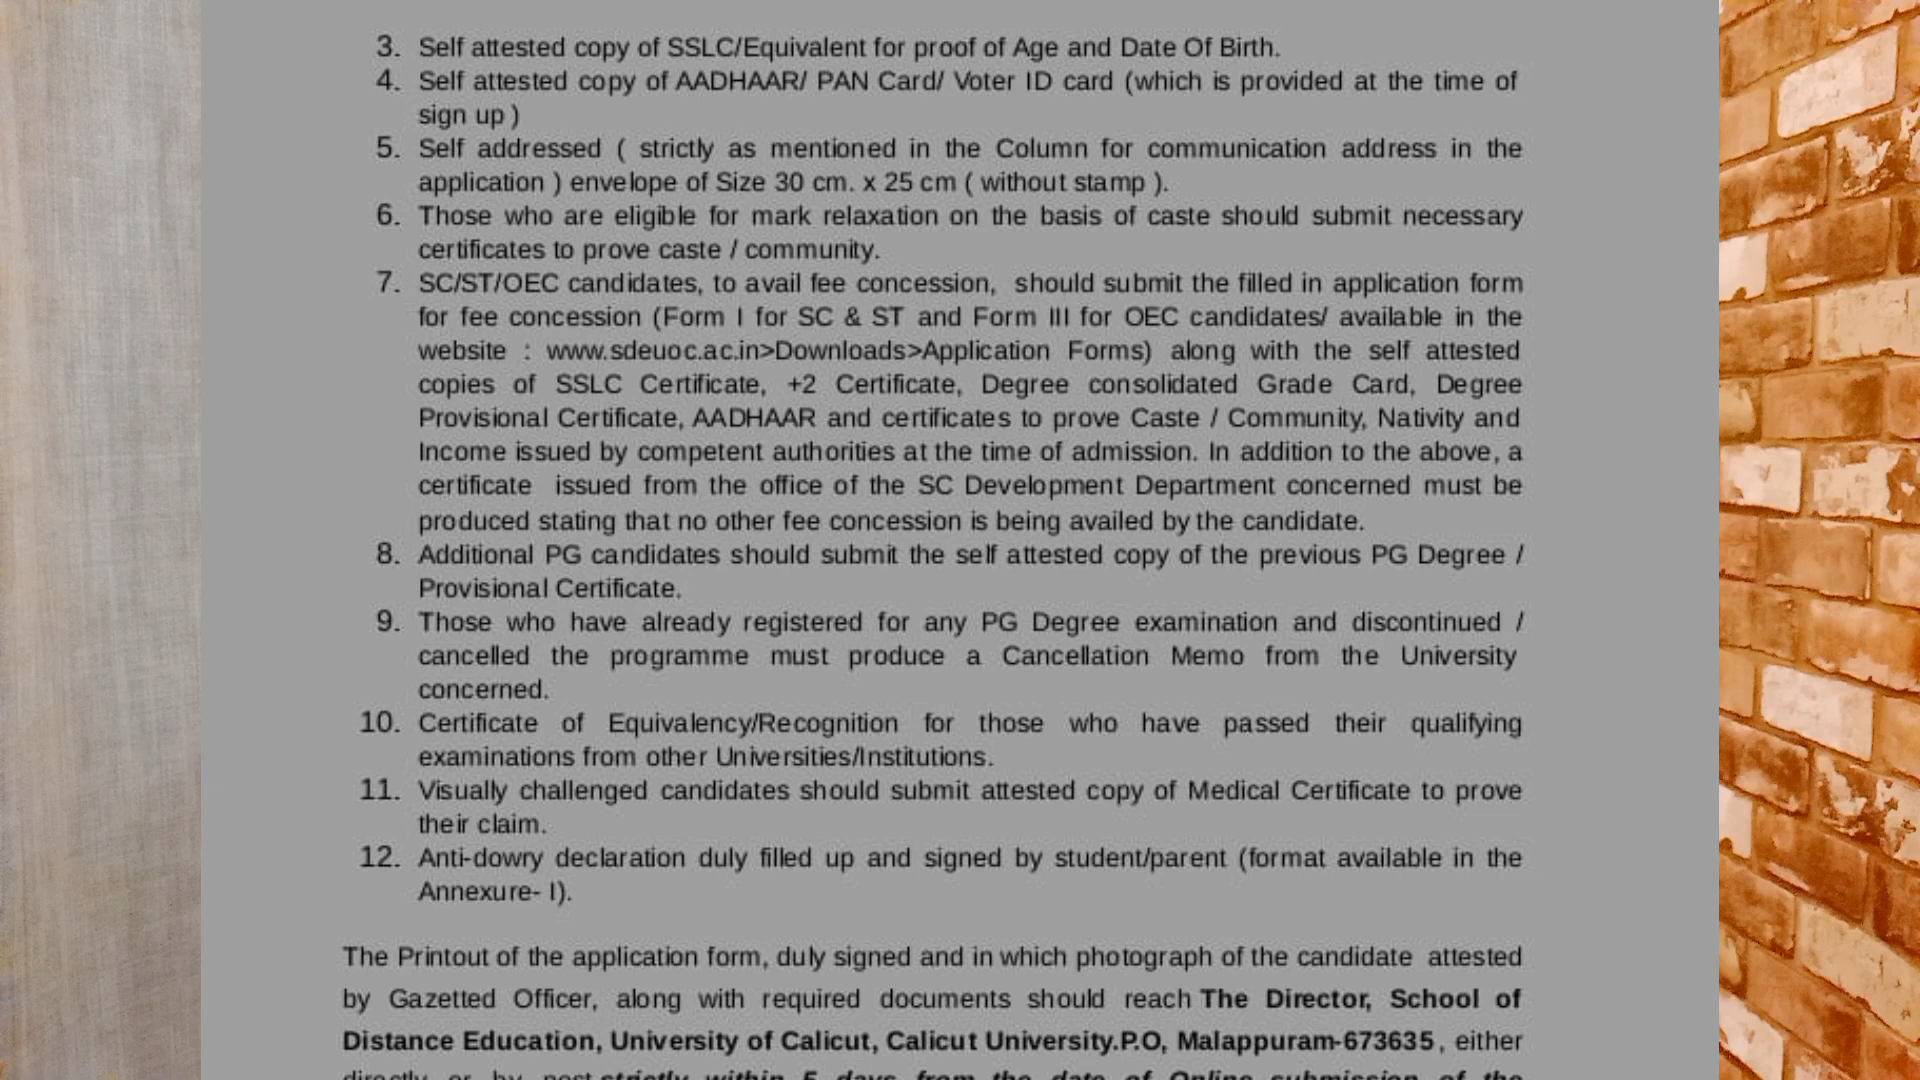 3. Self attested copy of SSLC/Equivalent for proof of Age and Date Of Birth.
4. Self attested copy of AADHAAR/ PAN Card/ Voter ID card (which is provided at the time of
sign up )
5. Self addressed ( strictly as mentioned in the Column for communication address in the
application ) envelope of Size 30 cm. x 25 cm ( without stamp ).
6. Those who are eligible for mark relaxation on the basis of caste should submit necessary
certificates to prove caste / community.
7. SC/ST/OEC candidates, to avail fee concession, should submit the filled in application form
for fee concession (Form I for SC & ST and Form III for OEC candidates/ available in the
website : www.sdeuoc.ac.in>Downloads>Application Forms) along with the self attested
copies of SSLC Certificate, +2 Certificate, Degree consolidated Grade Card, Degree
Provisional Certificate, AADHAAR and certificates to prove Caste / Community, Nativity and
Income issued by competent authorities at the time of admission. In addition to the above, a
certificate issued from the office of the SC Development Department concerned must be
produced stating that no other fee concession is being availed by the candidate.
8. Additional PG candidates should submit the self attested copy of the previous PG Degree /
Provisional Certificate.
9. Those who have already registered for any PG Degree examination and discontinued /
cancelled the programme must produce a Cancellation Memo from the University
concerned.
10. Certificate of Equivalency/Recognition for those who have passed their qualifying
examinations from other Universities/Institutions.
11. Visually challenged candidates should submit attested copy of Medical Certificate to prove
their claim.
12. Anti-dowry declaration duly filled up and signed by student/parent (format available in the
Annexure- I).
The Printout of the application form, duly signed and in which photograph of the candidate attested
by Gazetted Officer, along with required documents should reach The Director, School of
Distance Education, University of Calicut, Calicut University.P.O, Malappuram-673635, either
directly or by post strictly within 5 days from the date of Online submission of the